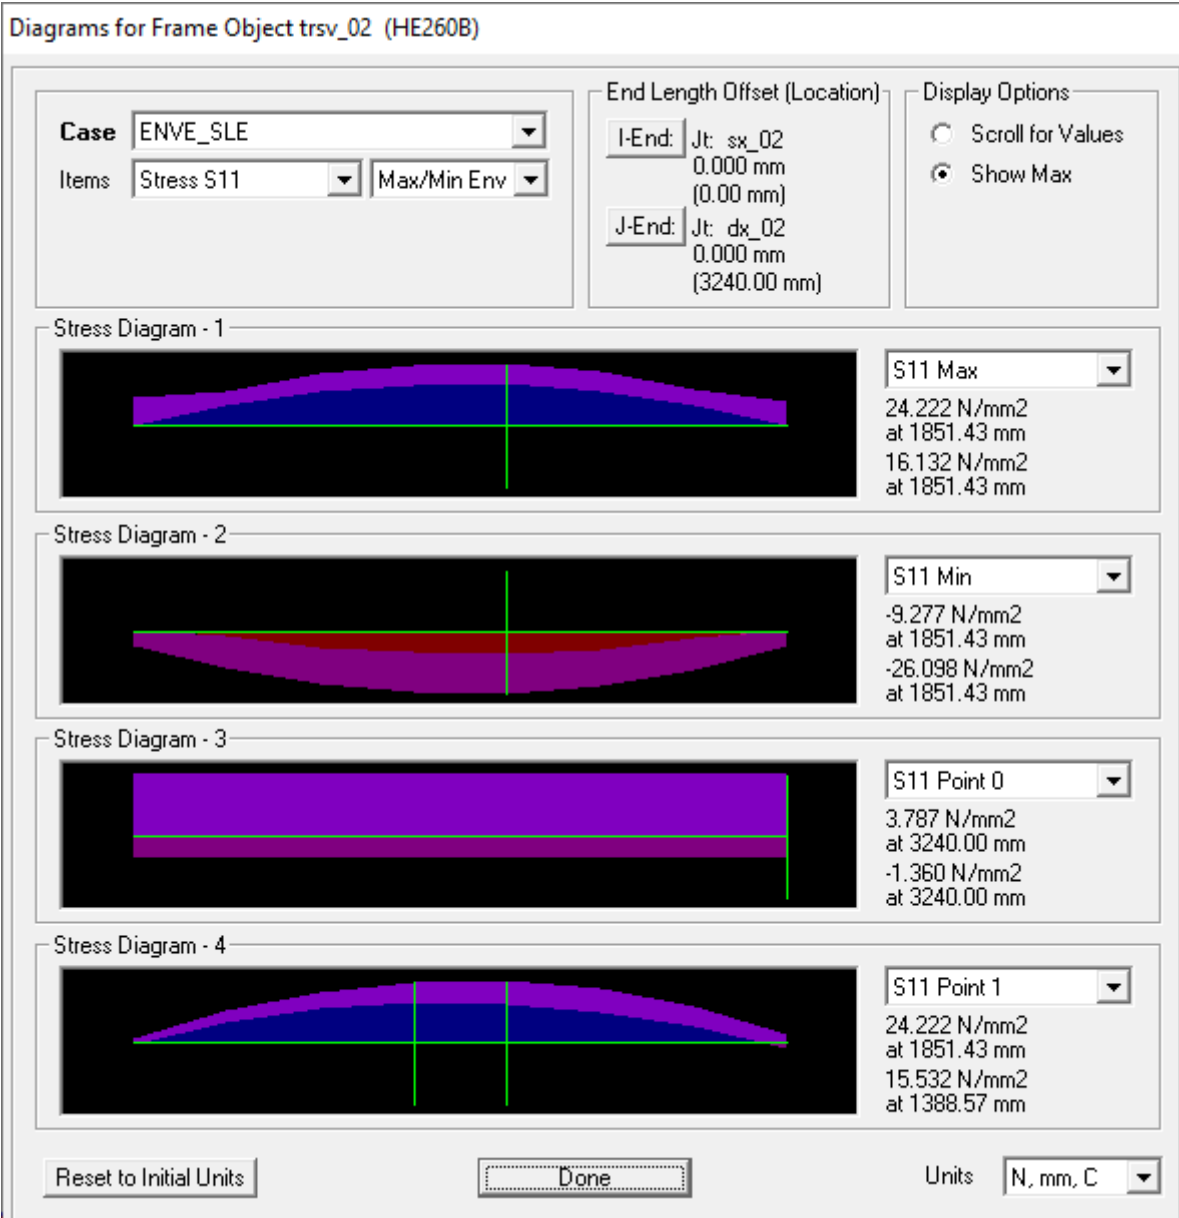 Diagrams for Frame Object trsv_02 (HE260B)
Case ENVE_SLE
Items Stress S11 Max/Min Env
End Length Offset (Location)
I-End: Jt: sx_02
0.000 mm
(0.00 mm)
J-End: Jt: dx_02
0.000 mm
(3240.00 mm)
Display Options
Scroll for Values
Show Max
Stress Diagram - 1
S11 Max
24.222 N/mm2
at 1851.43 mm
16.132 N/mm2
at 1851.43 mm
Stress Diagram - 2
S11 Min
-9.277 N/mm2
at 1851.43 mm
-26.098 N/mm2
at 1851.43 mm
Stress Diagram - 3
S11 Point 0
3.787 N/mm2
at 3240.00 mm
-1.360 N/mm2
at 3240.00 mm
Stress Diagram - 4
S11 Point 1
24.222 N/mm2
at 1851.43 mm
15.532 N/mm2
at 1388.57 mm
Reset to Initial Units
Done
Units N, mm, C